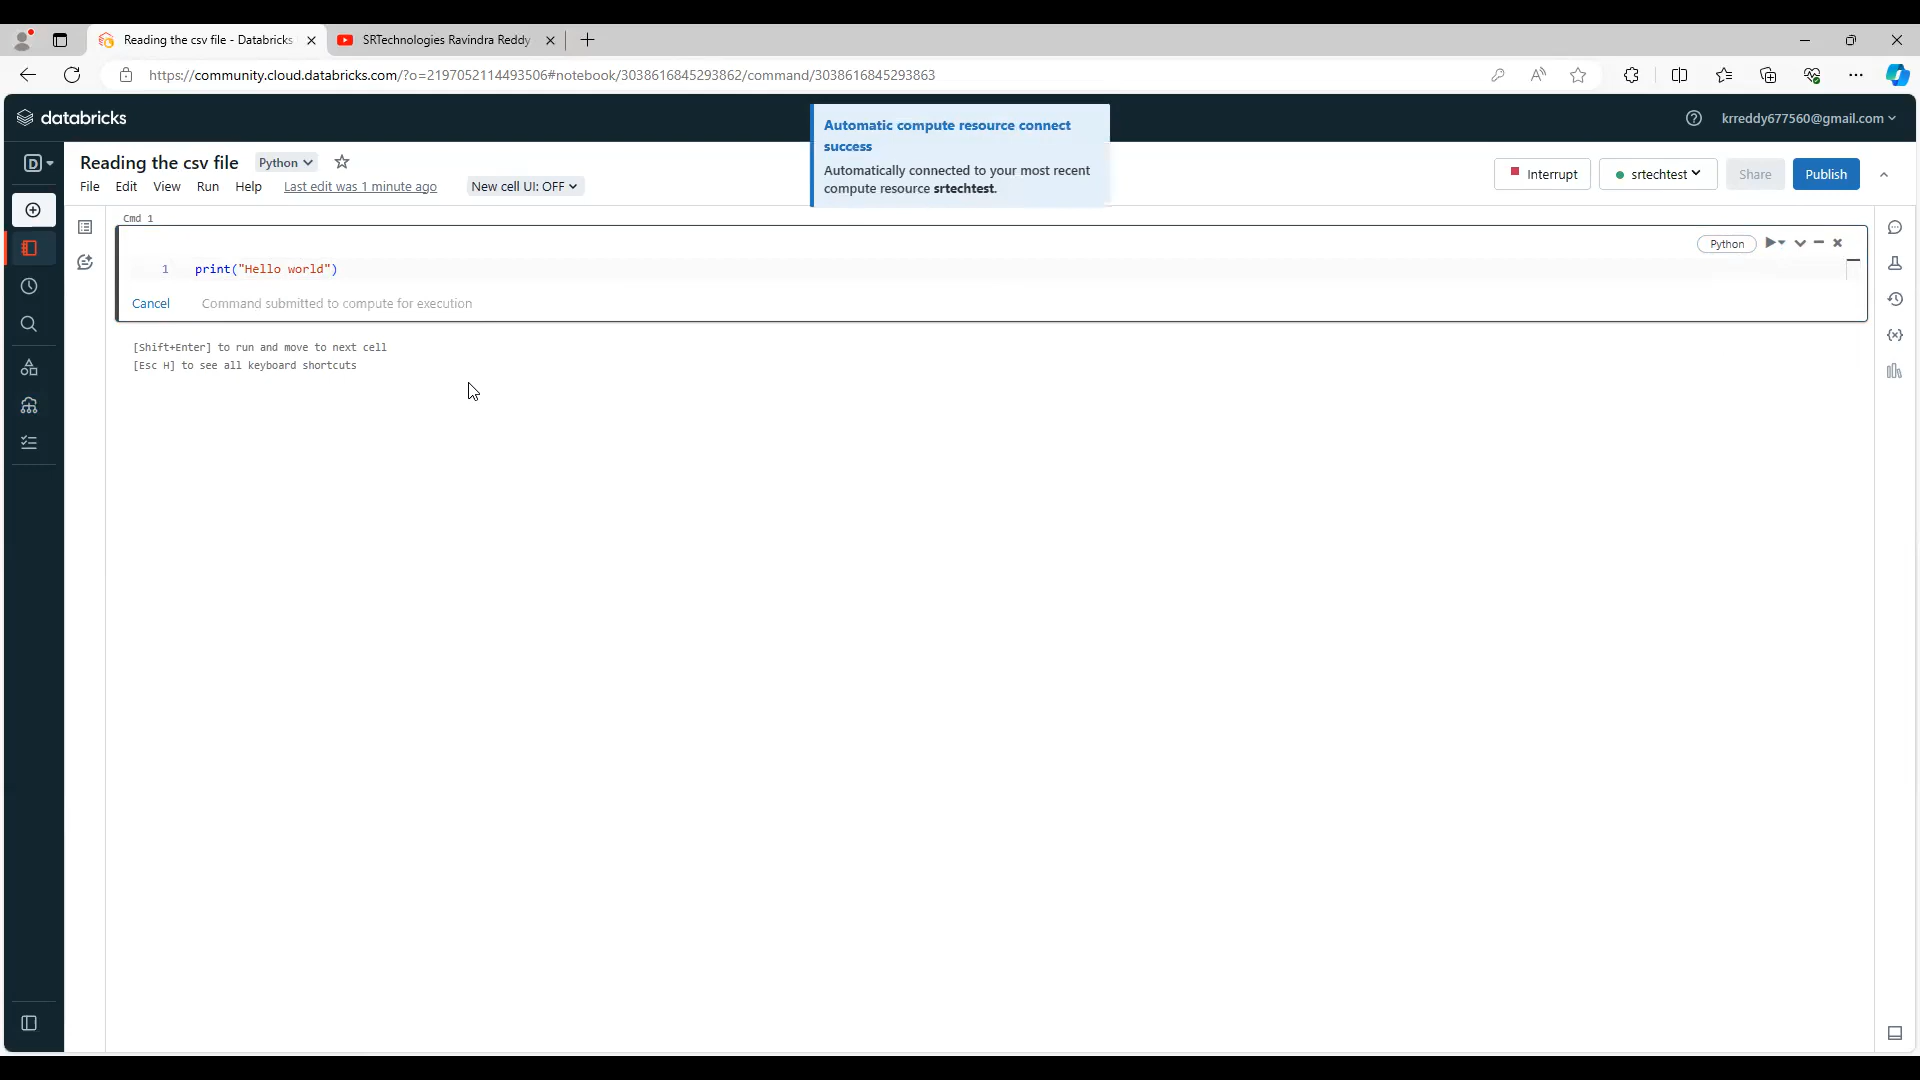 Reading the csv file - Databricks
SRTechnologies Ravindra Reddy
https://community.cloud.databricks.com/?o=2197052114493506#notebook/3038616845293862/command/3038616845293863
databricks
krreddy677560@gmail.com
Automatic compute resource connect
success
Automatically connected to your most recent
compute resource srtechtest.
D
Reading the csv file
Python
File
Edit
View
Run
Help
Last edit was 1 minute ago
New cell UI: OFF
Interrupt
srtechtest
Share
Publish
Cmd 1
Python
1 print("Hello world")
Cancel
Command submitted to compute for execution
[Shift+Enter] to run and move to next cell
[Esc H] to see all keyboard shortcuts